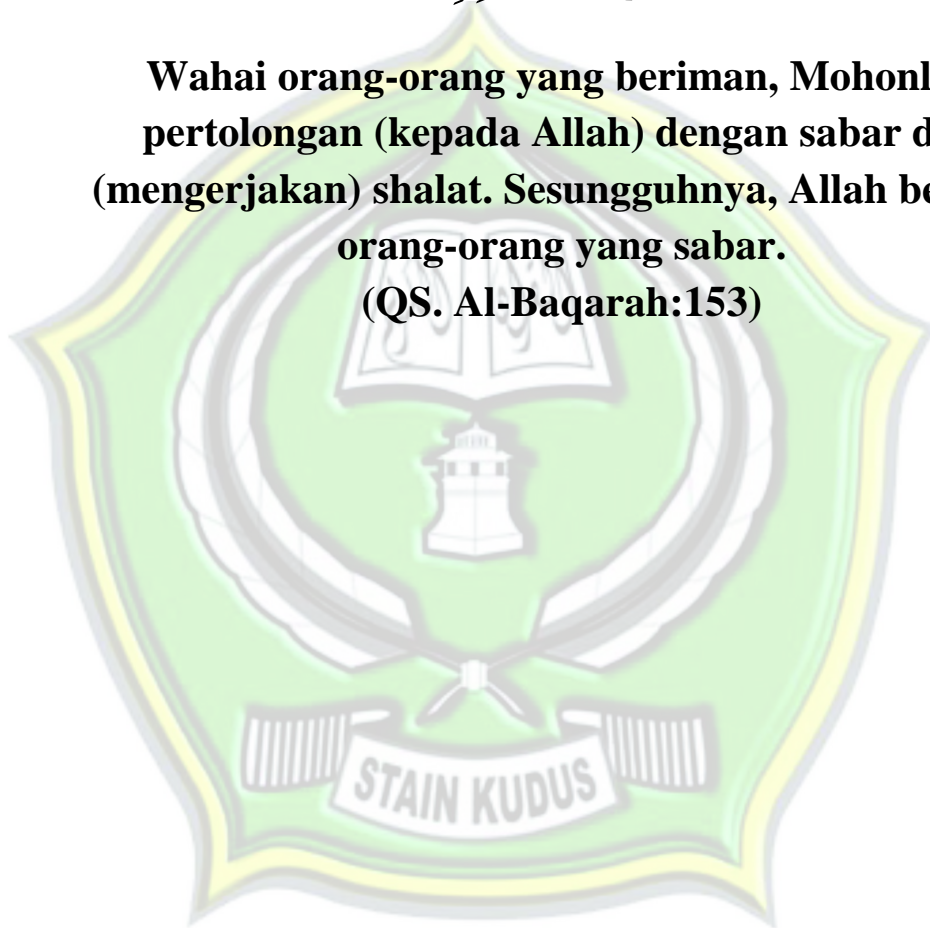 Wahai orang-orang yang beriman, Mohonl
pertolongan (kepada Allah) dengan sabar d
(mengerjakan) shalat. Sesungguhnya, Allah be
orang-orang yang sabar.
(QS. Al-Baqarah:153)
STAIN KUDUS